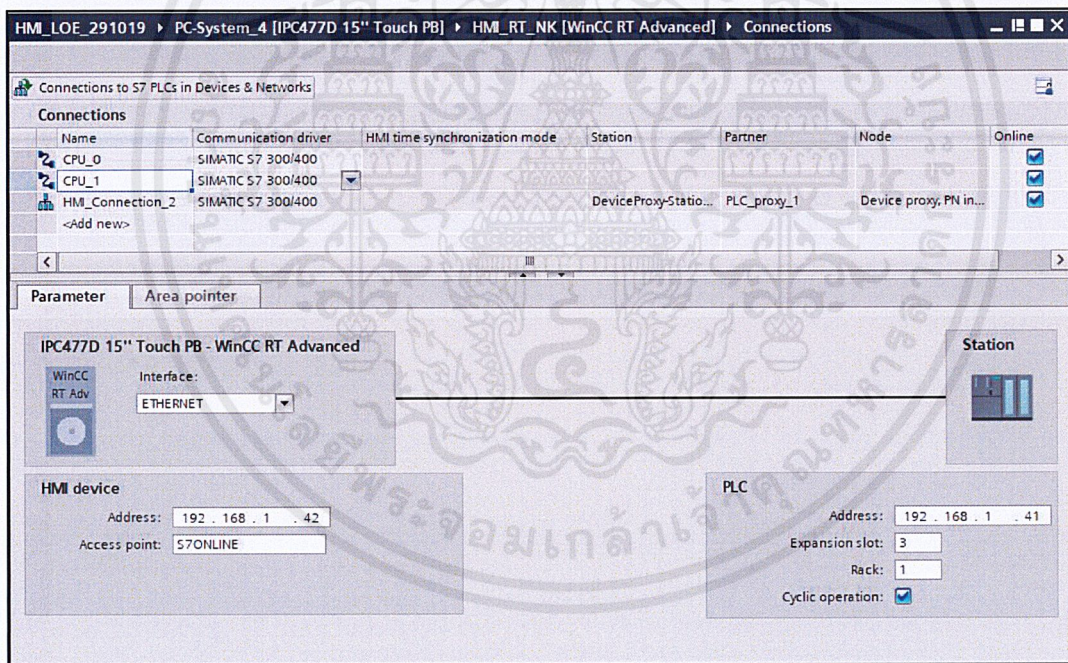 HMI_LOE_291019 ▸ PC-System_4 [IPC477D 15" Touch PB] ▸ HMI_RT_NK [WinCC RT Advanced] ▸ Connections
Connections to S7 PLCs in Devices & Networks
Connections
Name Communication driver HMI time synchronization mode Station Partner Node Online
CPU_0 SIMATIC S7 300/400
CPU_1 SIMATIC S7 300/400
HMI_Connection_2 SIMATIC S7 300/400 DeviceProxy-Statio... PLC_proxy_1 Device proxy, PN in...
<Add new>
Parameter Area pointer
IPC477D 15'' Touch PB - WinCC RT Advanced
Station
WinCC
RT Adv
Interface:
ETHERNET
HMI device
Address: 192 . 168 . 1 . 42
Access point: S7ONLINE
PLC
Address: 192 . 168 . 1 . 41
Expansion slot: 3
Rack: 1
Cyclic operation: